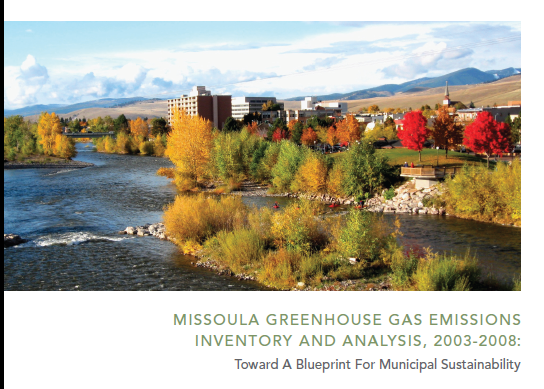 MISSOULA GREENHOUSE GAS EMISSIONS
INVENTORY AND ANALYSIS, 2003-2008:
Toward A Blueprint For Municipal Sustainability